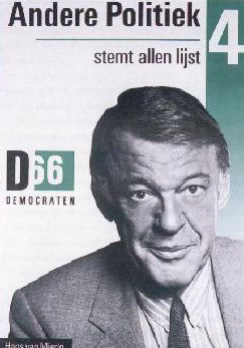 Andere Politiek
stemt allen lijst
4
D66
DEMOCRATEN
Hans van Mierlo